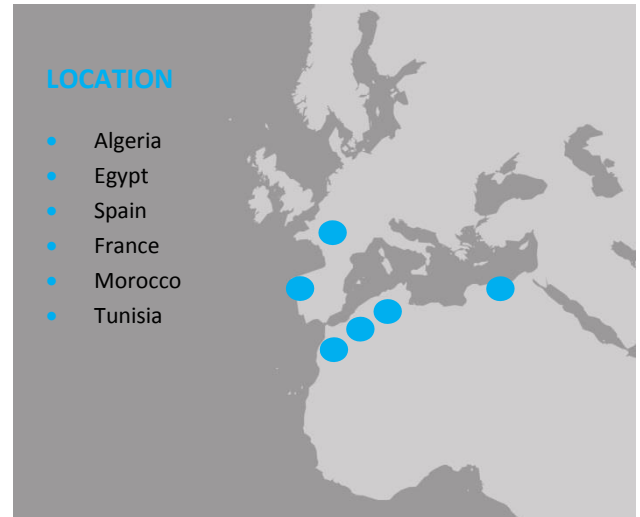 LOCATION
Algeria
Egypt
Spain
France
Morocco
Tunisia